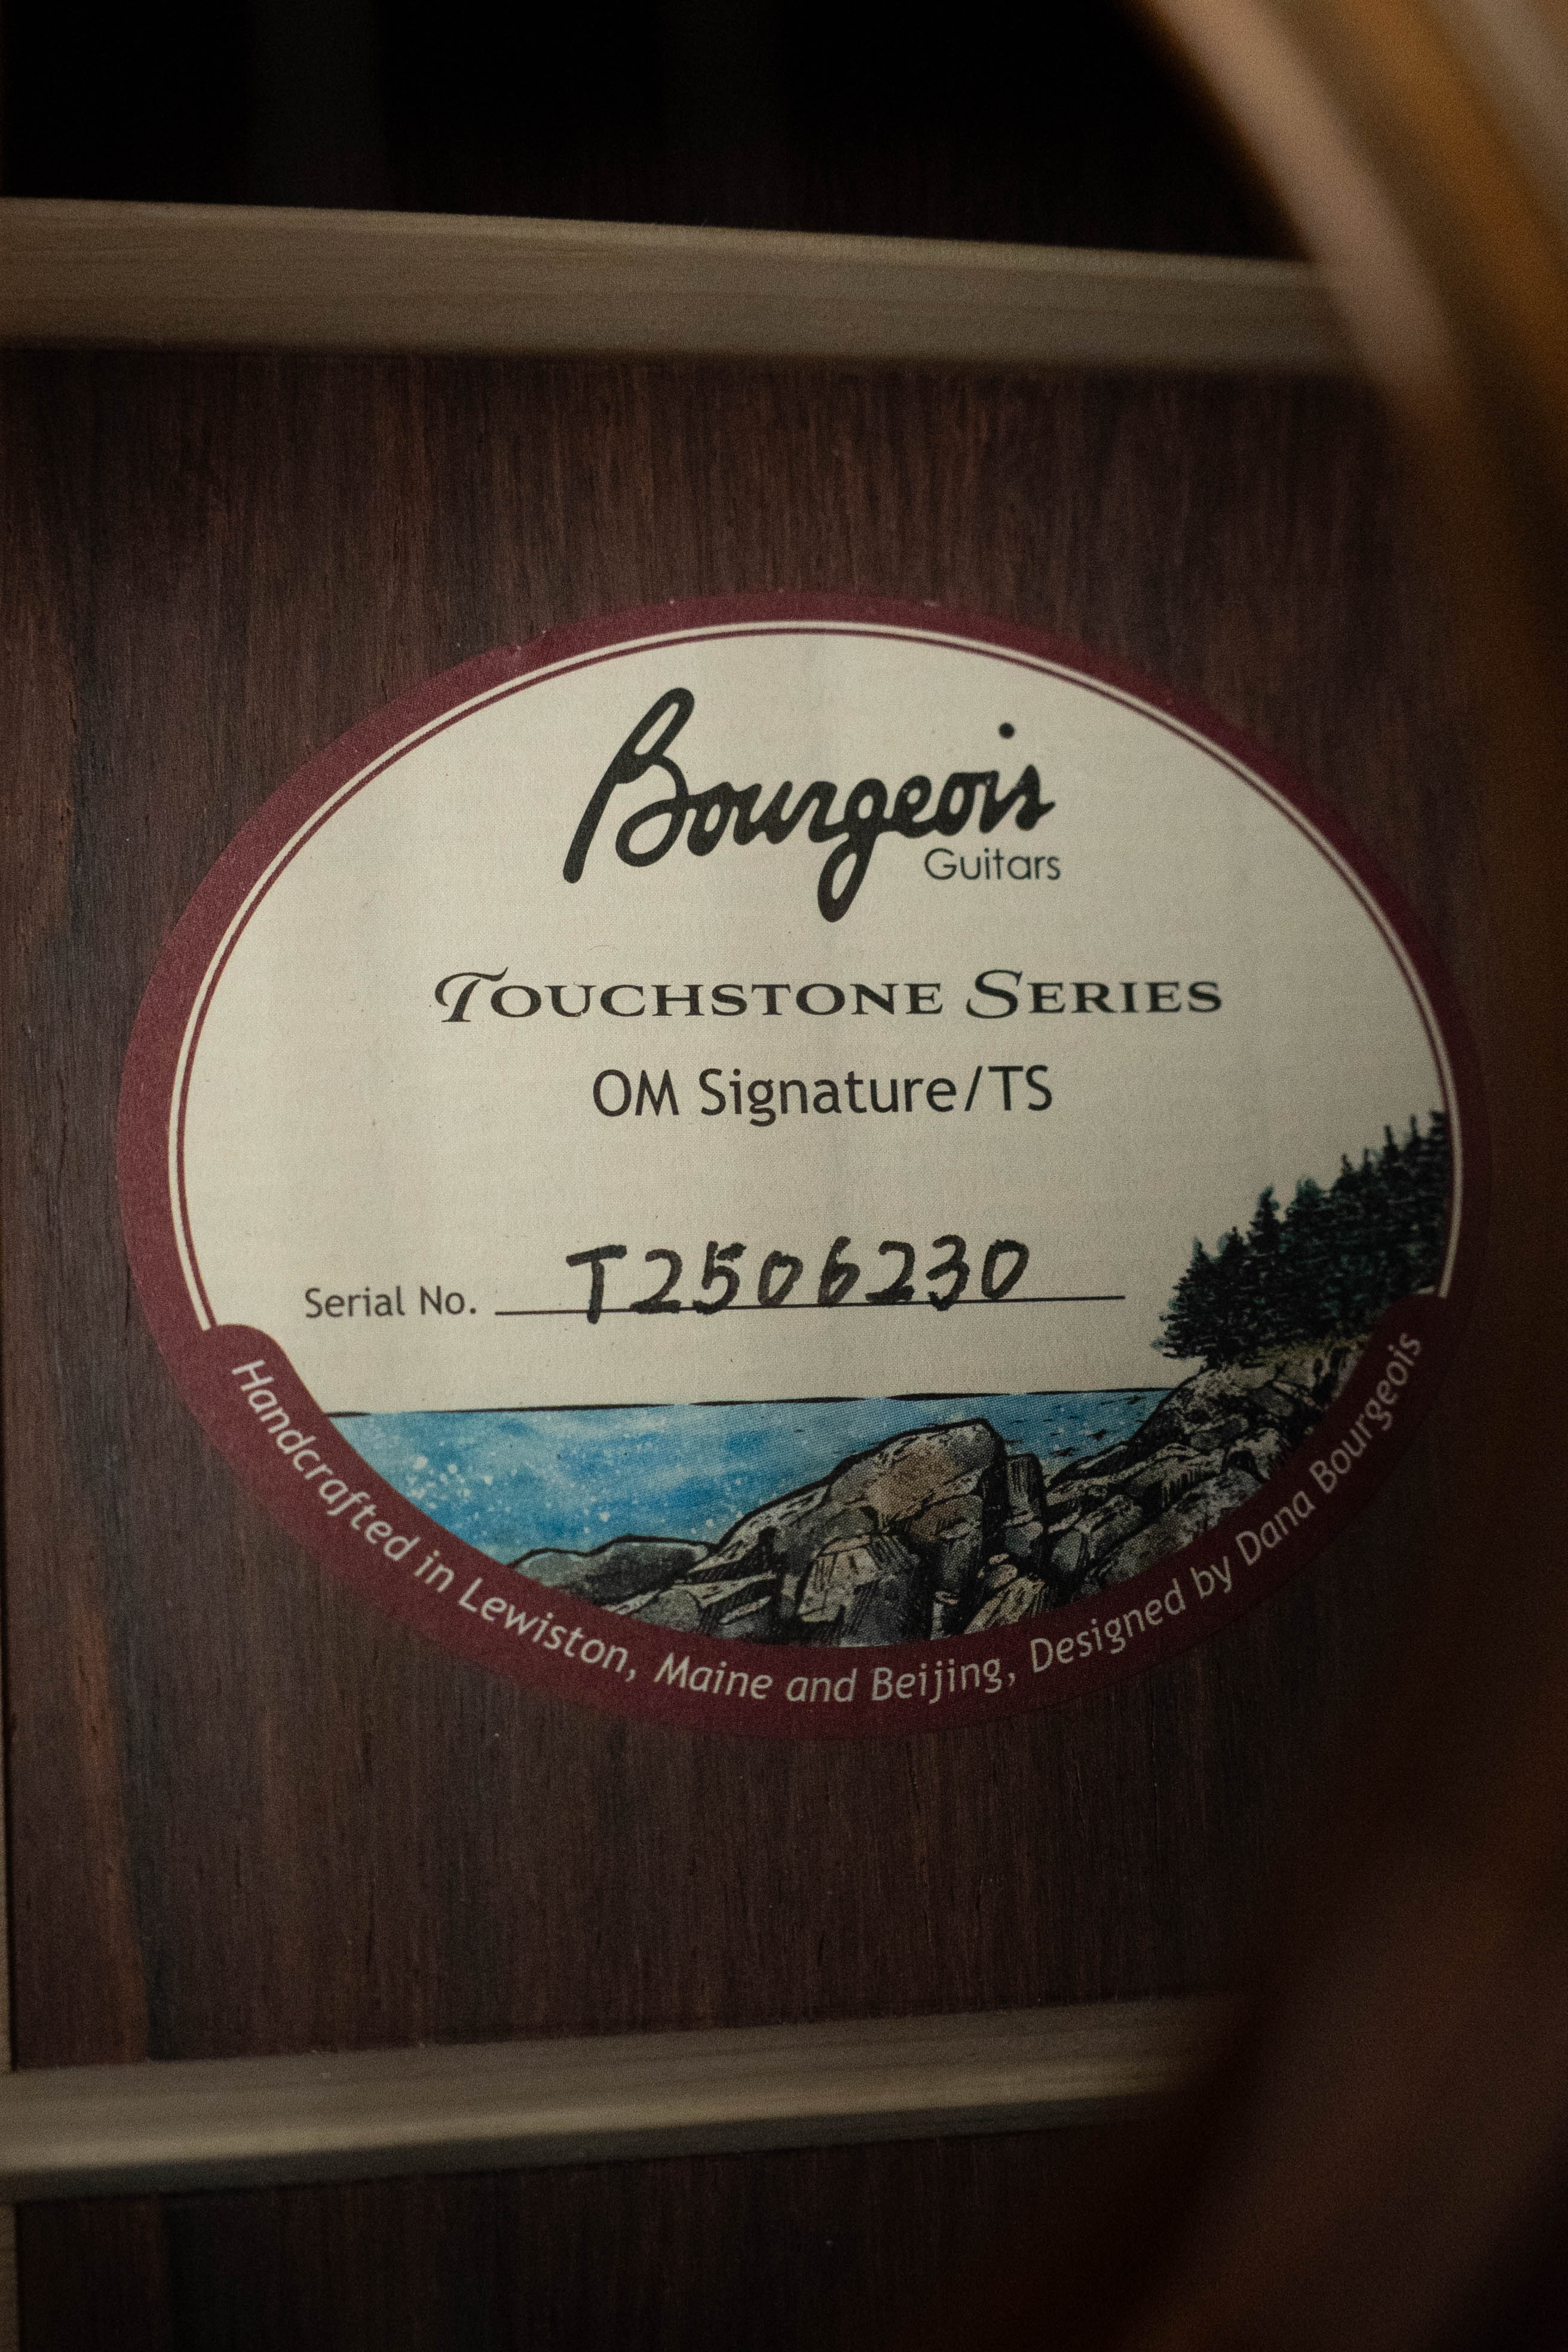 Bourgeois
Guitars
Touchstone Series
OM Signature/TS
Serial No. T2506230
Handcrafted in Lewiston, Maine and Beijing, Designed by Dana Bourgeois